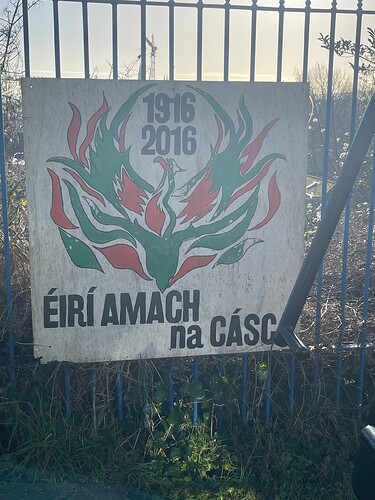 1916
2016
ÉIRÍ AMACH
na CÁSC